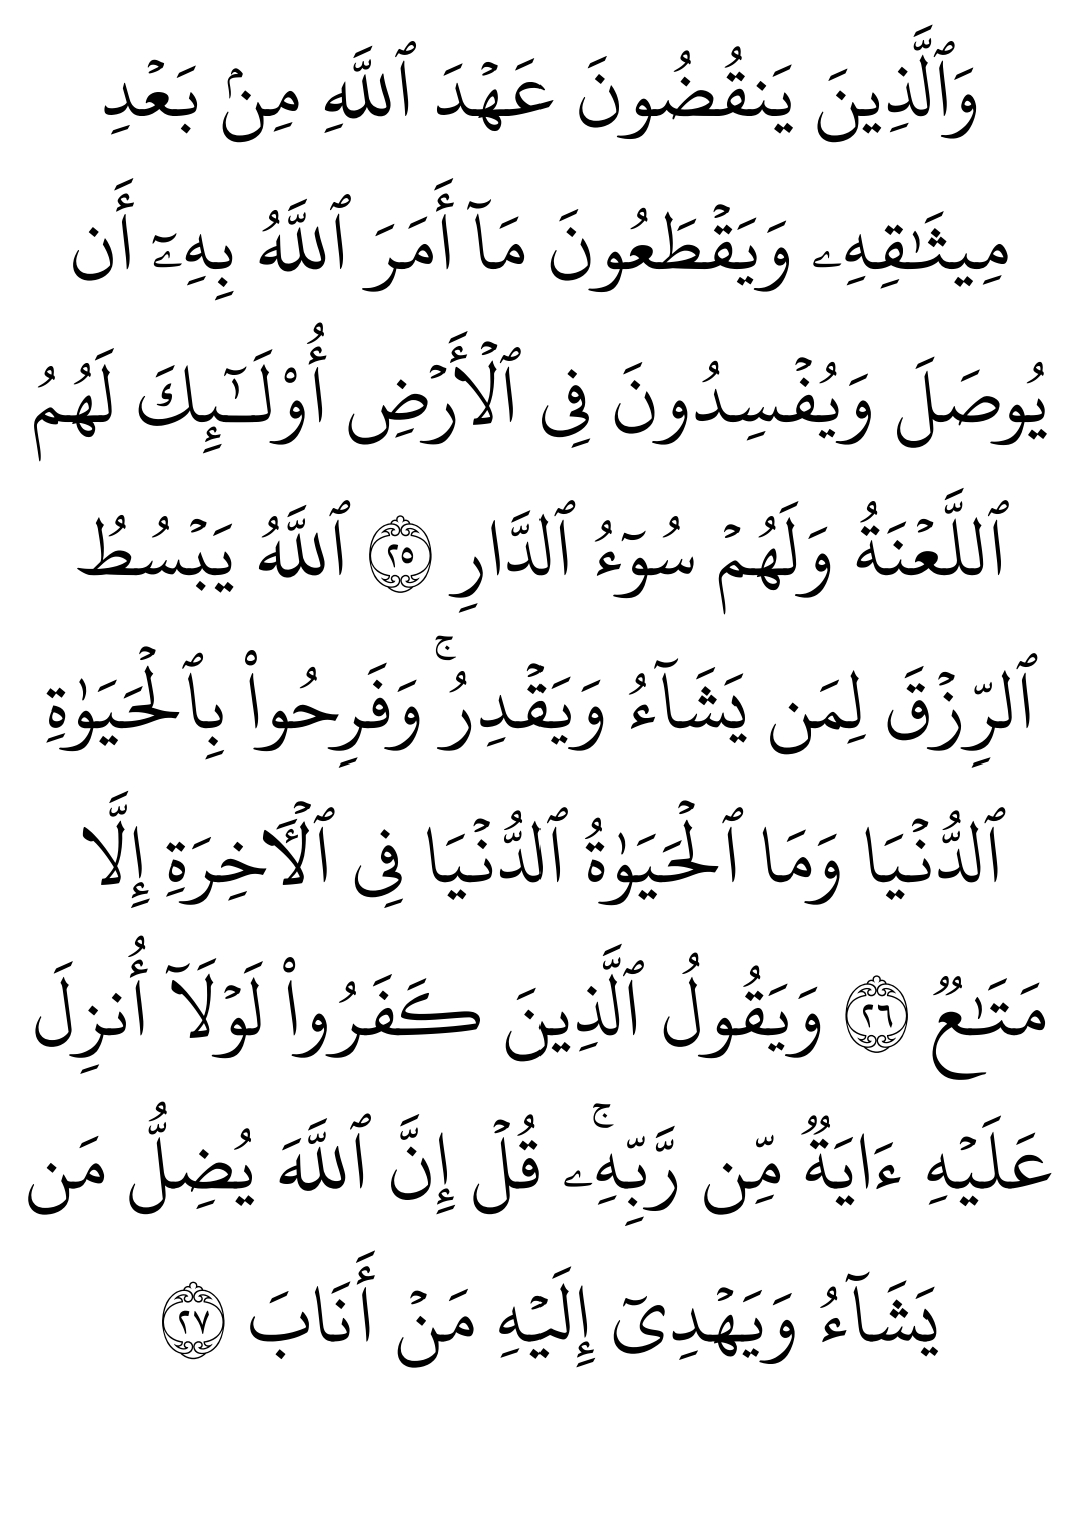 وَٱلَّذِينَ يَنقُضُونَ عَهۡدَ ٱللَّهِ مِنۢ بَعۡدِ
مِيثَٰقِهِۦ وَيَقۡطَعُونَ مَآ أَمَرَ ٱللَّهُ بِهِۦٓ أَن
يُوصَلَ وَيُفۡسِدُونَ فِى ٱلۡأَرۡضِ أُوْلَـٰٓئِكَ لَهُمُ
ٱللَّعۡنَةُ وَلَهُمۡ سُوٓءُ ٱلدَّارِ ٢٥ ٱللَّهُ يَبۡسُطُ
ٱلرِّزۡقَ لِمَن يَشَآءُ وَيَقۡدِرُۚ وَفَرِحُواْ بِٱلۡحَيَوٰةِ
ٱلدُّنۡيَا وَمَا ٱلۡحَيَوٰةُ ٱلدُّنۡيَا فِى ٱلۡأَخِرَةِ إِلَّا
مَتَٰعٌ ٢٦ وَيَقُولُ ٱلَّذِينَ كَفَرُواْ لَوۡلَآ أُنزِلَ
عَلَيۡهِ ءَايَةٌ مِّن رَّبِّهِۦۚ قُلۡ إِنَّ ٱللَّهَ يُضِلُّ مَن
يَشَآءُ وَيَهۡدِىٓ إِلَيۡهِ مَنۡ أَنَابَ ٢٧